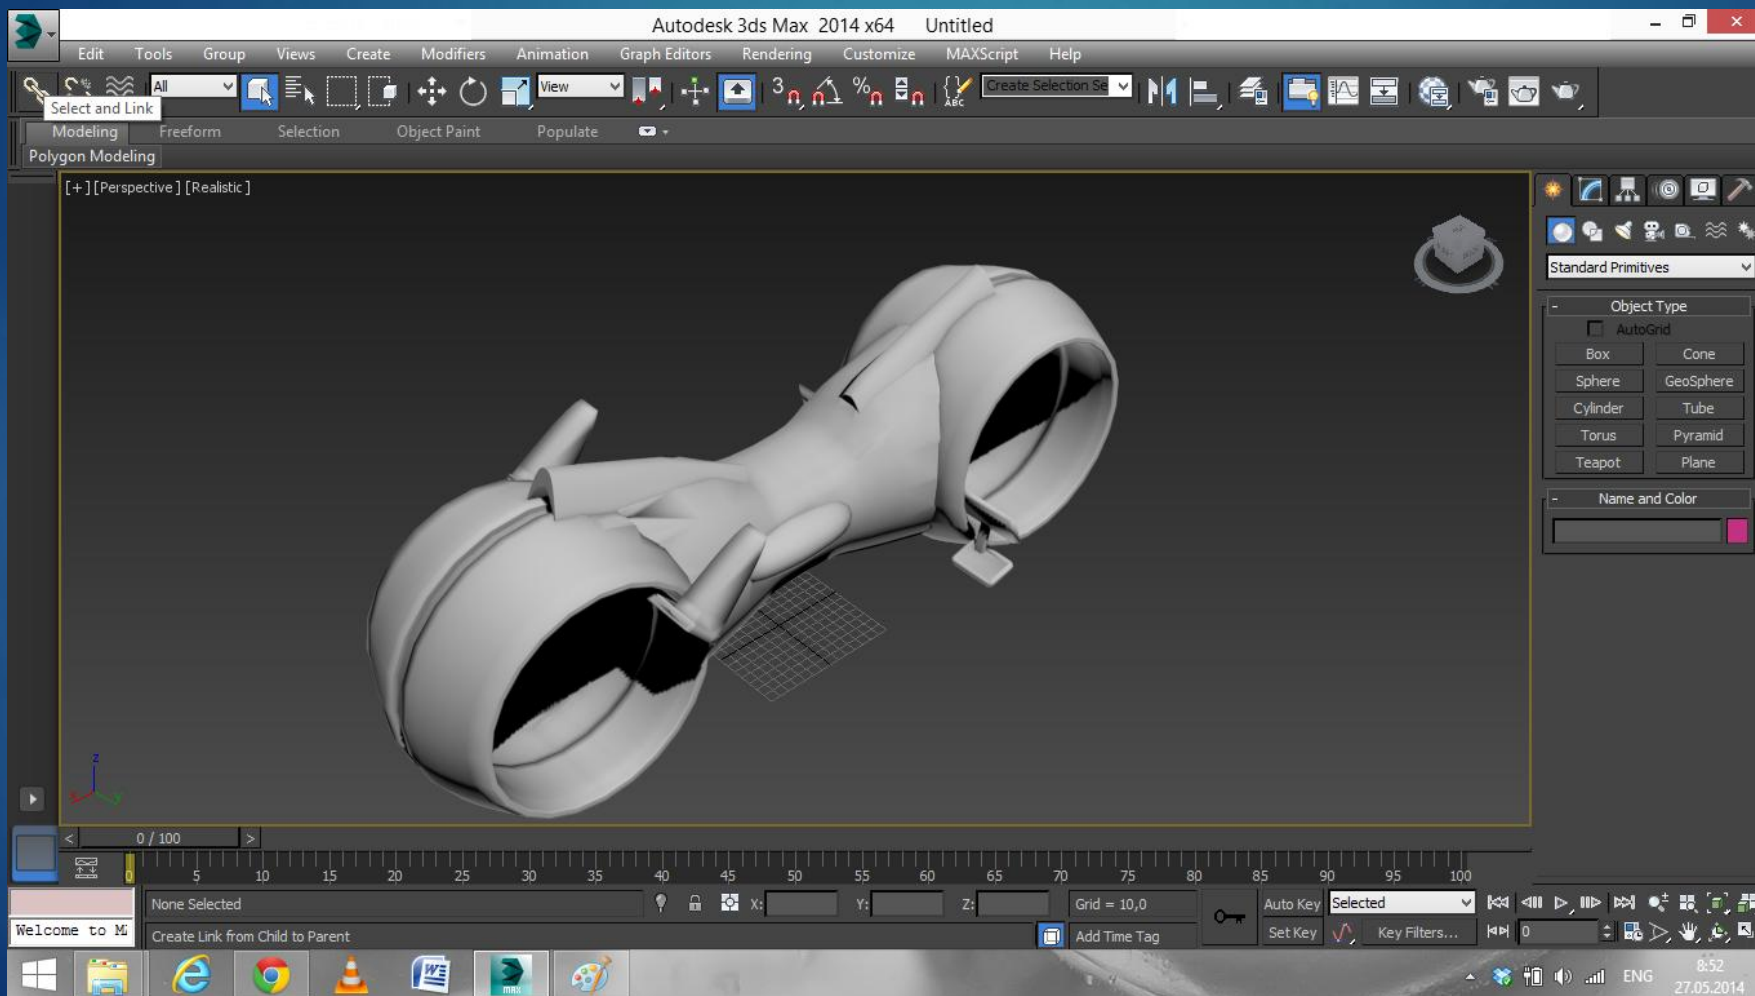 Autodesk 3ds Max 2014 x64 Untitled
Edit Tools Group Views Create Modifiers Animation Graph Editors Rendering Customize MAXScript Help
All
View
3
%
ABC
Create Selection Se
Select and Link
Modeling Freeform Selection Object Paint Populate
Polygon Modeling
[+] [Perspective] [Realistic]
Standard Primitives
- Object Type
AutoGrid
Box Cone
Sphere GeoSphere
Cylinder Tube
Torus Pyramid
Teapot Plane
- Name and Color
z
x y
< 0 / 100 >
0 5 10 15 20 25 30 35 40 45 50 55 60 65 70 75 80 85 90 95 100
None Selected X: Y: Z: Grid = 10,0 Auto Key Selected
Welcome to M
Create Link from Child to Parent Add Time Tag Set Key Key Filters... 0
MAX
ENG
8:52
27.05.2014